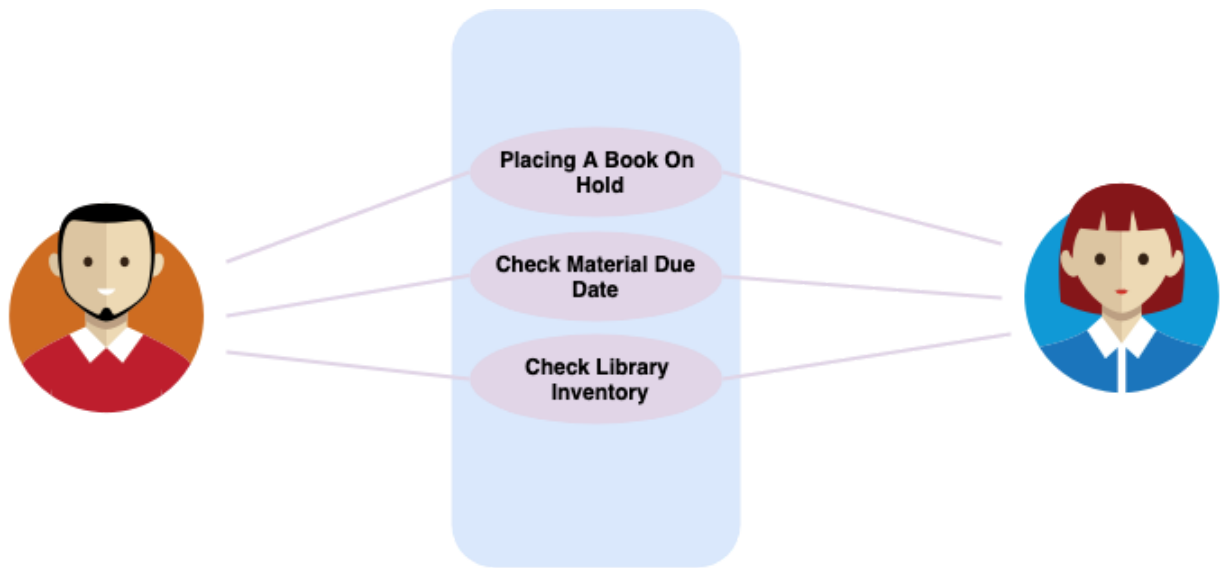 Placing A Book On
Hold
Check Material Due
Date
Check Library
Inventory